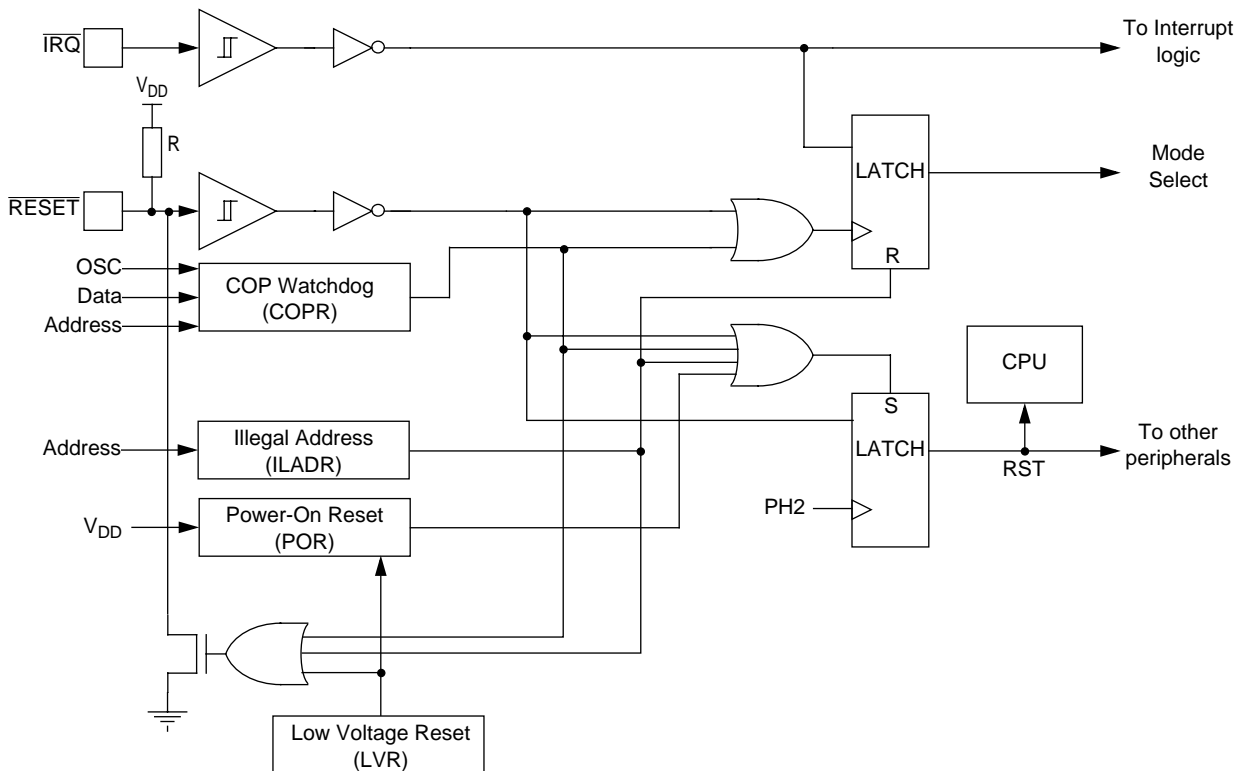 IRQ
To Interrupt
logic
VDD
R
LATCH
Mode
Select
RESET
R
OSC
Data
Address
COP Watchdog
(COPR)
CPU
S
LATCH
Address
Illegal Address
(ILADR)
To other
peripherals
RST
PH2
VDD
Power-On Reset
(POR)
Low Voltage Reset
(LVR)